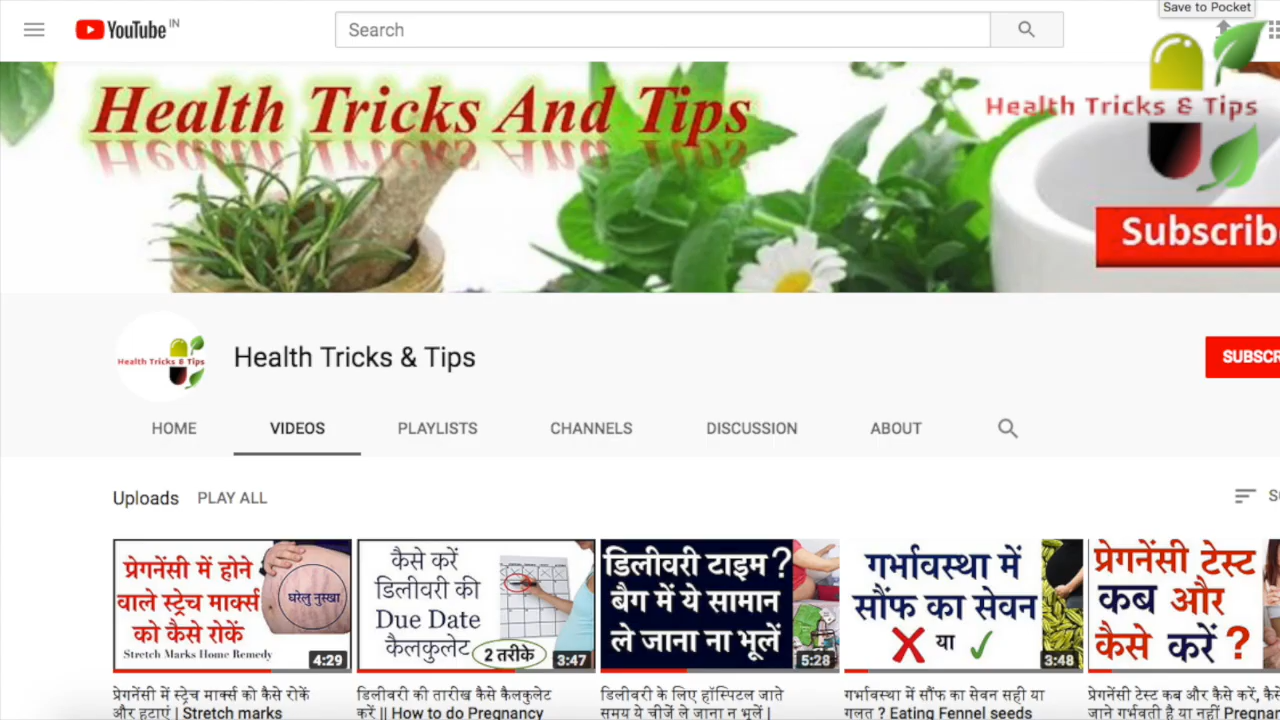 Save to Pocket
YouTube IN
Search
Health Tricks And Tips
Health Tricks & Tips
Subscrib
Health Tricks & Tips
Health Tricks & Tips
SUBSCR
HOME VIDEOS PLAYLISTS CHANNELS DISCUSSION ABOUT
Uploads PLAY ALL
प्रेगनेंसी में होने
वाले स्ट्रेच मार्क्स
को कैसे रोकें
Stretch Marks Home Remedy
घरेलु नुस्खा
4:29
कैसे करें
डिलीवरी की
Due Date
कैलकुलेट
2 तरीके
3:47
डिलीवरी टाइम ?
बैग में ये सामान
ले जाना ना भूलें
5:28
गर्भावस्था में
सौंफ का सेवन
या
3:48
प्रेगनेंसी टेस्ट
कब और
कैसे करें ?
प्रेगनेंसी में स्ट्रेच मार्क्स को कैसे रोकें
और हटाएं | Stretch marks
डिलीवरी की तारीख कैसे कैलकुलेट
करें || How to do Pregnancy
डिलीवरी के लिए हॉस्पिटल जाते
समय ये चीजें ले जाना न भूलें |
गर्भावस्था में सौंफ का सेवन सही या
गलत ? Eating Fennel seeds
प्रेगनेंसी टेस्ट कब और कैसे करें, कैसे
जाने गर्भवती है या नहीं Pregnan